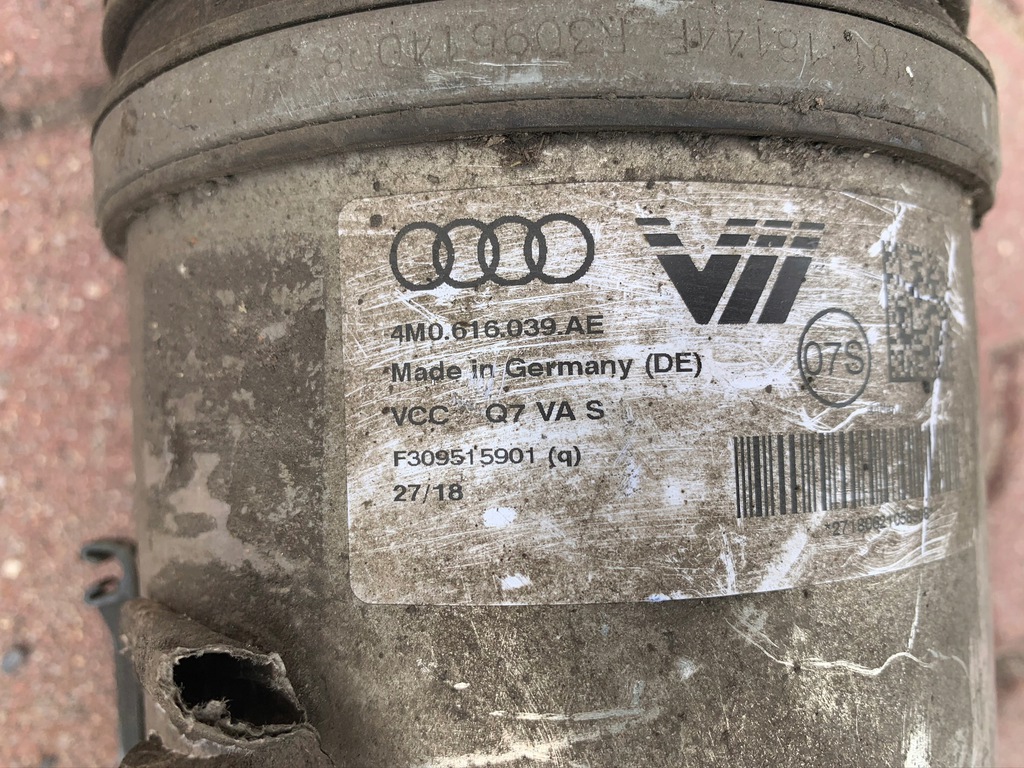 4M0.616.039.AE
Made in Germany (DE)
07S
VCC Q7 VA S
F309515901 (q)
27/18